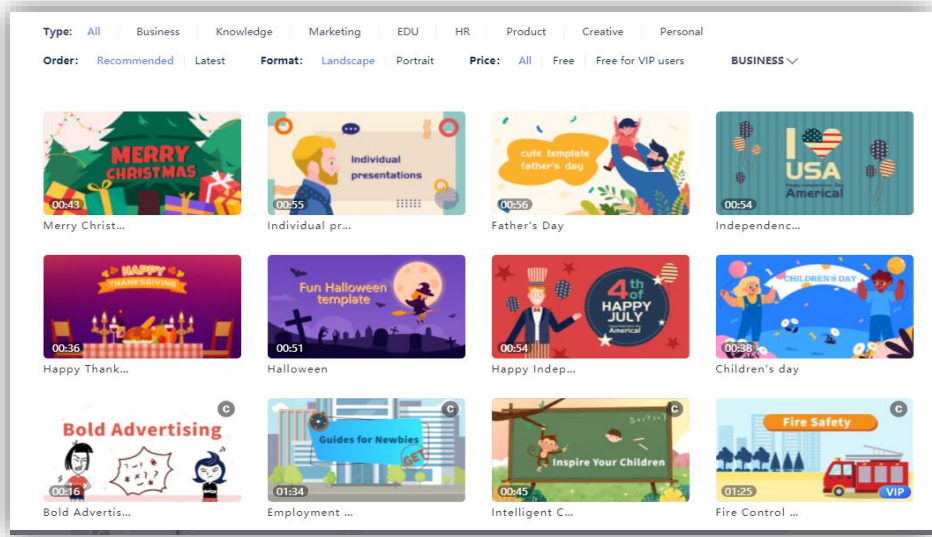 Type: All Business Knowledge Marketing EDU HR Product Creative Personal
Order: Recommended Latest Format: Landscape Portrait Price: All Free Free for VIP users BUSINESS
MERRY
CHRISTMAS
00:43
Merry Christ...
Individual
presentations
00:55
Individual pr...
cute template
father's day
00:56
Father's Day
I
USA
Happy Independence Day
America!
00:54
Independenc...
HAPPY
THANKSGIVING
00:36
Happy Thank...
Fun Halloween
template
00:51
Halloween
4th
of
HAPPY
JULY
America!
00:54
Happy Indep...
CHILDREN'S DAY
00:38
Children's day
C
Bold Advertising
00:16
Bold Advertis...
C
Guides for Newbies
GET
01:34
Employment ...
C
Inspire Your Children
00:45
Intelligent C...
C
Fire Safety
01:25
VIP
Fire Control ...